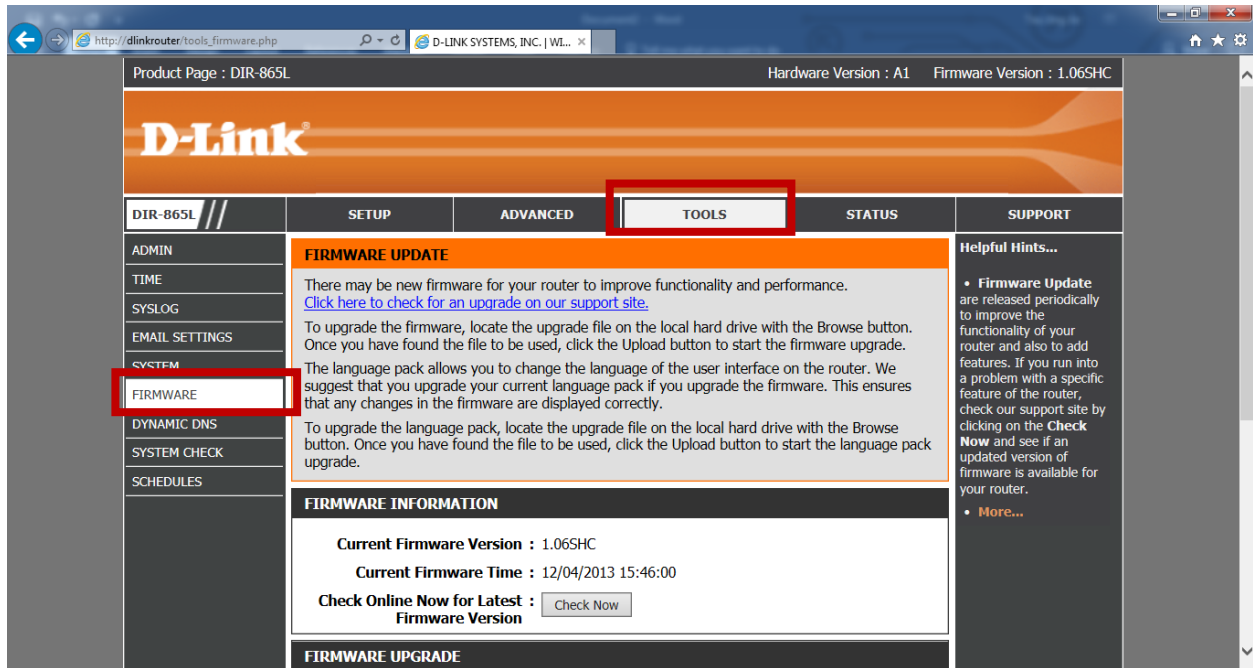 http://dlinkrouter/tools_firmware.php
D-LINK SYSTEMS, INC. | WI...
Product Page : DIR-865L
Hardware Version : A1
Firmware Version : 1.06SHC
D-Link®
DIR-865L
SETUP
ADVANCED
TOOLS
STATUS
SUPPORT
ADMIN
TIME
SYSLOG
EMAIL SETTINGS
SYSTEM
FIRMWARE
DYNAMIC DNS
SYSTEM CHECK
SCHEDULES
FIRMWARE UPDATE
There may be new firmware for your router to improve functionality and performance.
Click here to check for an upgrade on our support site.
To upgrade the firmware, locate the upgrade file on the local hard drive with the Browse button.
Once you have found the file to be used, click the Upload button to start the firmware upgrade.
The language pack allows you to change the language of the user interface on the router. We
suggest that you upgrade your current language pack if you upgrade the firmware. This ensures
that any changes in the firmware are displayed correctly.
To upgrade the language pack, locate the upgrade file on the local hard drive with the Browse
button. Once you have found the file to be used, click the Upload button to start the language pack
upgrade.
FIRMWARE INFORMATION
Current Firmware Version : 1.06SHC
Current Firmware Time : 12/04/2013 15:46:00
Check Online Now for Latest :
Firmware Version
Check Now
FIRMWARE UPGRADE
Helpful Hints...
• Firmware Update
are released periodically
to improve the
functionality of your
router and also to add
features. If you run into
a problem with a specific
feature of the router,
check our support site by
clicking on the Check
Now and see if an
updated version of
firmware is available for
your router.
• More...